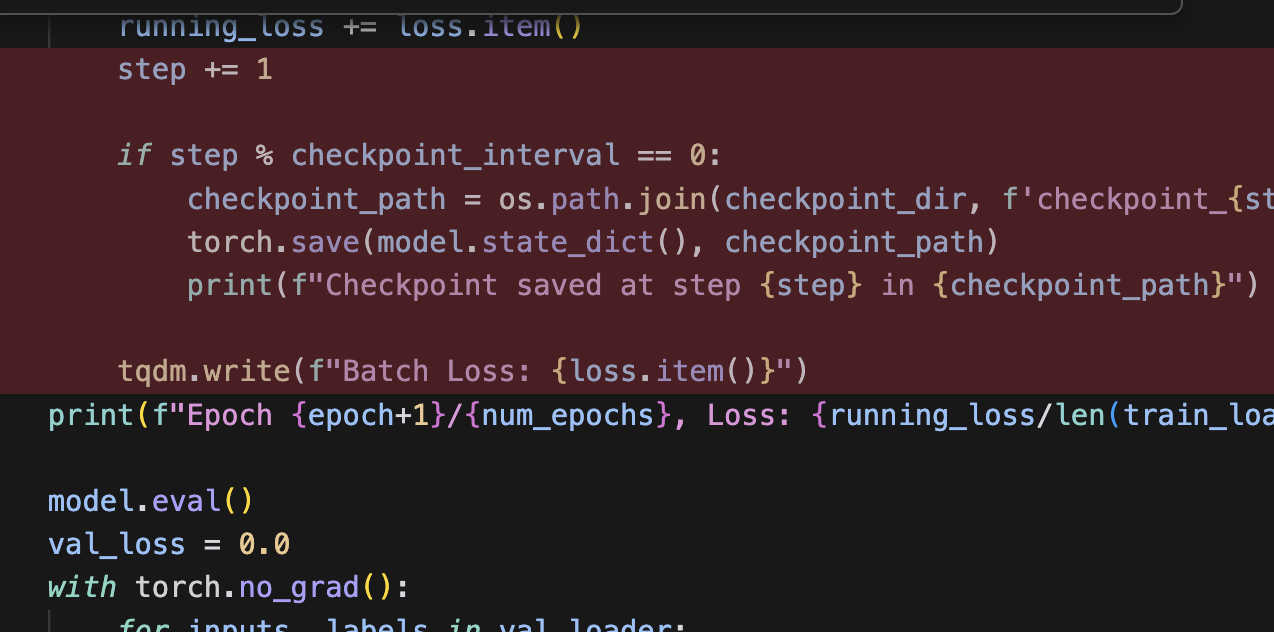 running_loss += loss.item()
step += 1
if step % checkpoint_interval == 0:
checkpoint_path = os.path.join(checkpoint_dir, f'checkpoint_{st
torch.save(model.state_dict(), checkpoint_path)
print(f"Checkpoint saved at step {step} in {checkpoint_path}")
tqdm.write(f"Batch Loss: {loss.item()}")
print(f"Epoch {epoch+1}/{num_epochs}, Loss: {running_loss/len(train_loa
model.eval()
val_loss = 0.0
with torch.no_grad():
for inputs, labels in val_loader: